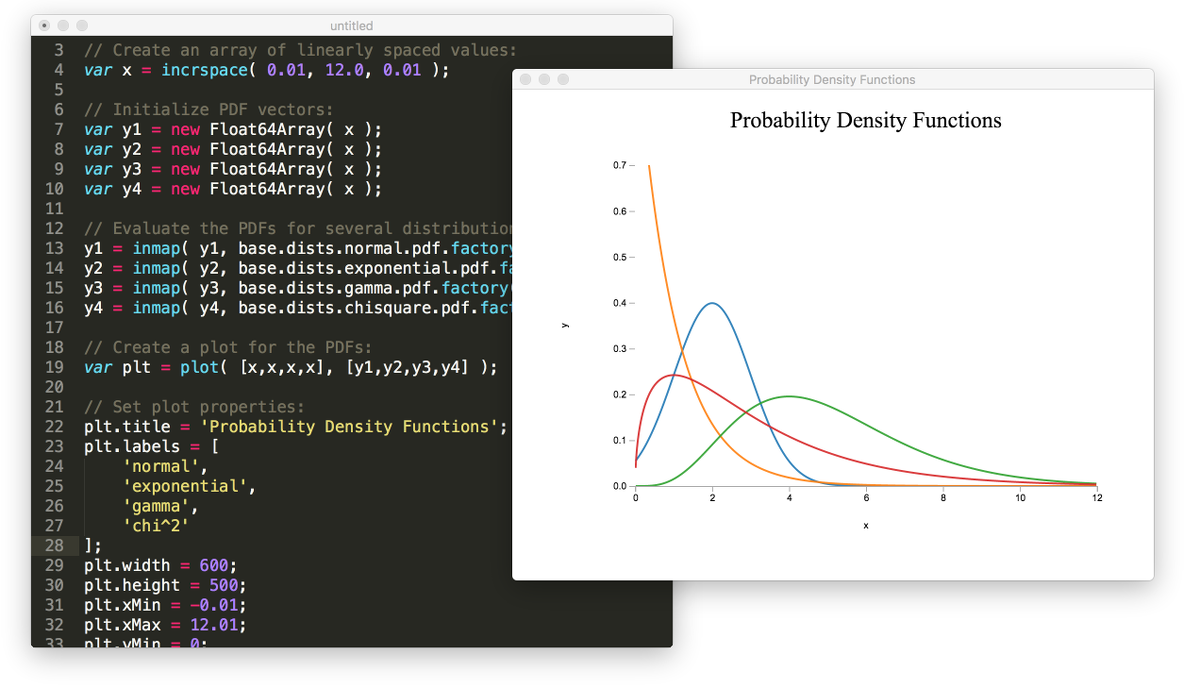 untitled
3 // Create an array of linearly spaced values:
4 var x = incrspace( 0.01, 12.0, 0.01 );
5
6 // Initialize PDF vectors:
7 var y1 = new Float64Array( x );
8 var y2 = new Float64Array( x );
9 var y3 = new Float64Array( x );
10 var y4 = new Float64Array( x );
11
12 // Evaluate the PDFs for several distribution
13 y1 = inmap( y1, base.dists.normal.pdf.factory
14 y2 = inmap( y2, base.dists.exponential.pdf.fa
15 y3 = inmap( y3, base.dists.gamma.pdf.factory(
16 y4 = inmap( y4, base.dists.chisquare.pdf.fact
17
18 // Create a plot for the PDFs:
19 var plt = plot( [x,x,x,x], [y1,y2,y3,y4] );
20
21 // Set plot properties:
22 plt.title = 'Probability Density Functions';
23 plt.labels = [
24 'normal',
25 'exponential',
26 'gamma',
27 'chi^2'
28 ];
29 plt.width = 600;
30 plt.height = 500;
31 plt.xMin = -0.01;
32 plt.xMax = 12.01;
33 plt.yMin = 0;
Probability Density Functions
Probability Density Functions
0.7
0.6
0.5
0.4
0.3
0.2
0.1
0.0
y
0 2 4 6 8 10 12
x